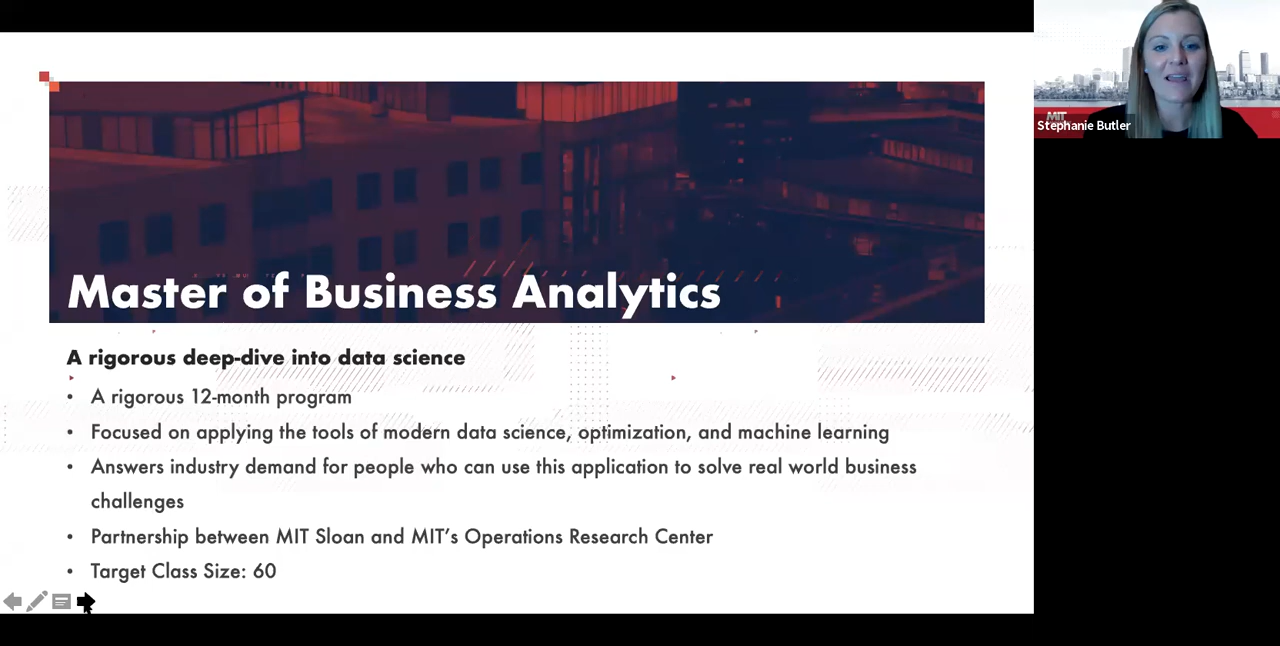 MIT
Stephanie Butler
Master of Business Analytics
A rigorous deep-dive into data science
• A rigorous 12-month program
• Focused on applying the tools of modern data science, optimization, and machine learning
• Answers industry demand for people who can use this application to solve real world business
challenges
• Partnership between MIT Sloan and MIT's Operations Research Center
• Target Class Size: 60